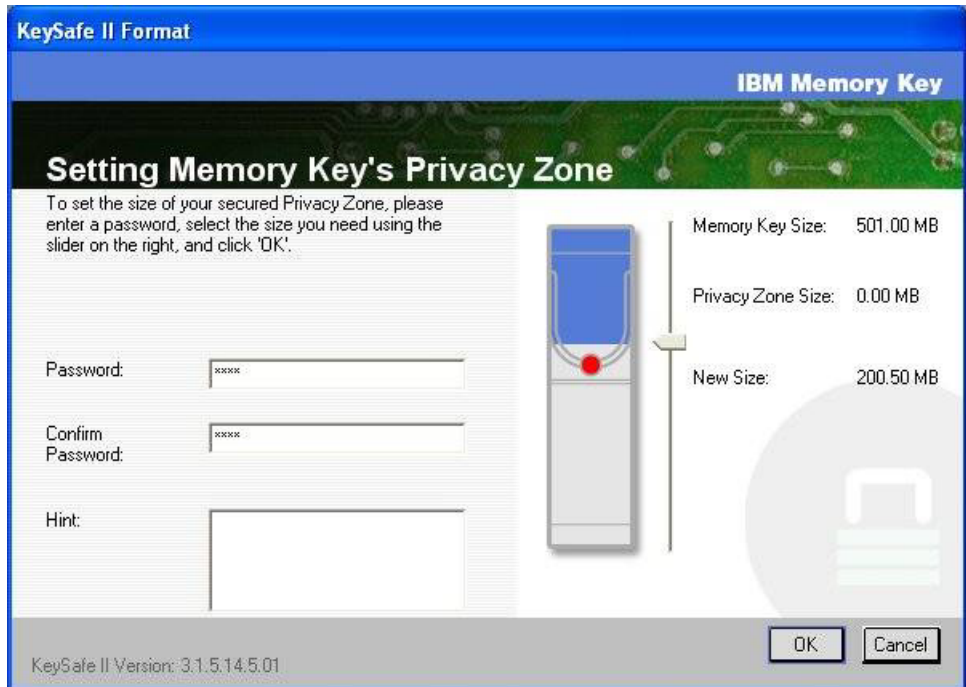 KeySafe II Format
IBM Memory Key
Setting Memory Key's Privacy Zone
To set the size of your secured Privacy Zone, please
enter a password, select the size you need using the
slider on the right, and click 'OK'.
Memory Key Size: 501.00 MB
Privacy Zone Size: 0.00 MB
New Size: 200.50 MB
Password: xxxx
Confirm
Password: xxxx
Hint:
OK Cancel
KeySafe II Version: 3.1.5.14.5.01